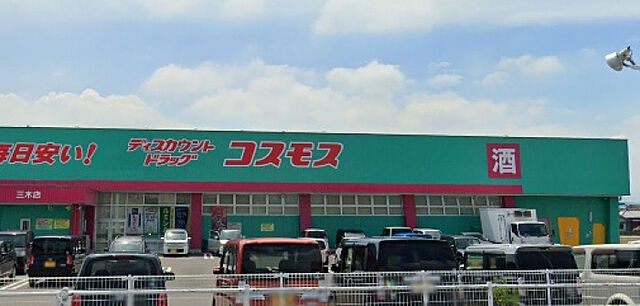 毎日安い!
ディスカウント
ドラッグ
コスモス
酒
三木店